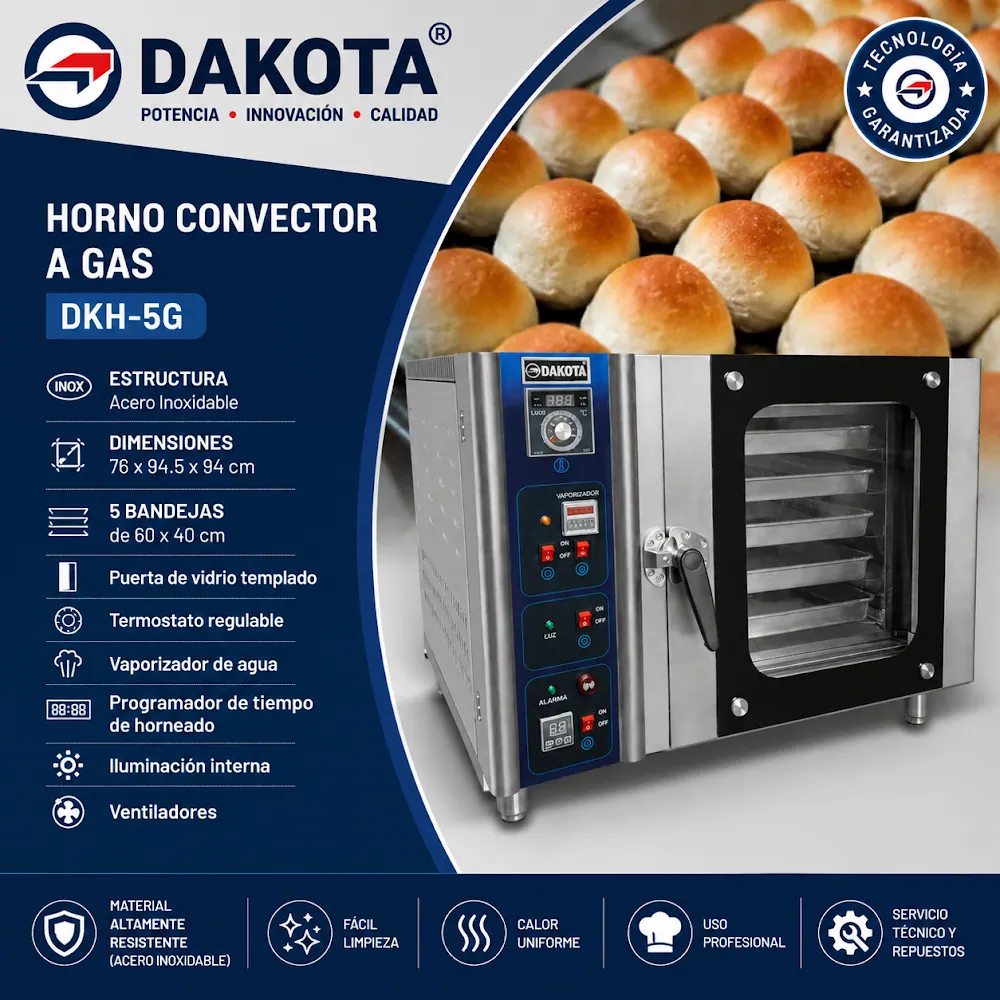 DAKOTA®
POTENCIA • INNOVACIÓN • CALIDAD
TECNOLOGÍA
GARANTIZADA
HORNO CONVECTOR
A GAS
DKH-5G
INOX
ESTRUCTURA
Acero Inoxidable
DIMENSIONES
76 x 94.5 x 94 cm
5 BANDEJAS
de 60 x 40 cm
Puerta de vidrio templado
Termostato regulable
Vaporizador de agua
88:88
Programador de tiempo
de horneado
Iluminación interna
Ventiladores
DAKOTA
°C
VAPORIZADOR
ON
OFF
LUZ
ON
OFF
ALARMA
ON
OFF
MATERIAL
ALTAMENTE
RESISTENTE
(ACERO INOXIDABLE)
FÁCIL
LIMPIEZA
CALOR
UNIFORME
USO
PROFESIONAL
SERVICIO
TÉCNICO Y
REPUESTOS